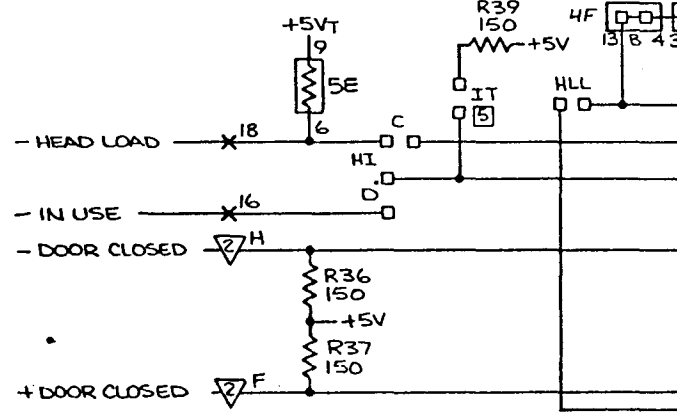 R39
150
+5V
4F
13 B 4 3
+5VT
9
5E
6
IT
5
HLL
- HEAD LOAD
18
C
HI
D
- IN USE
16
- DOOR CLOSED
2
H
R36
150
+5V
R37
150
+ DOOR CLOSED
2
F